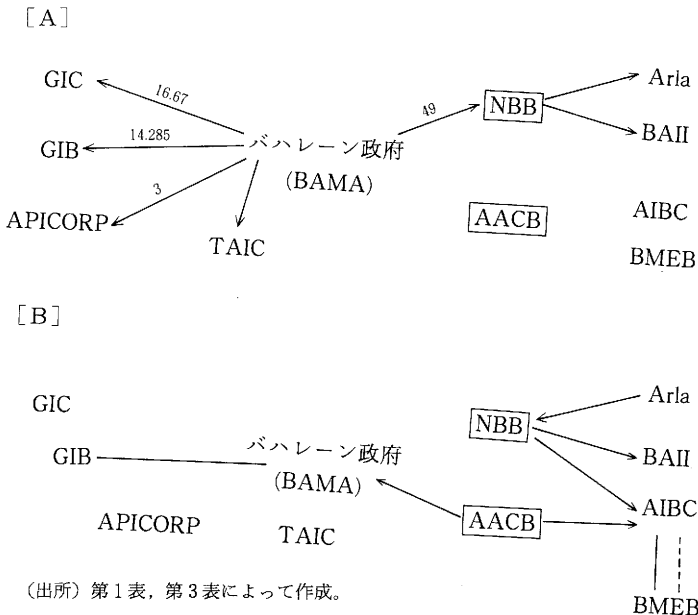 [A]
GIC
16.67
49
NBB
Arla
GIB
14.285
バハレーン政府
(BAMA)
BAII
3
APICORP
TAIC
AACB
AIBC
BMEB
[B]
GIC
NBB
Arla
GIB
バハレーン政府
(BAMA)
BAII
APICORP
TAIC
AACB
AIBC
BMEB
(出所)第1表,第3表によって作成。